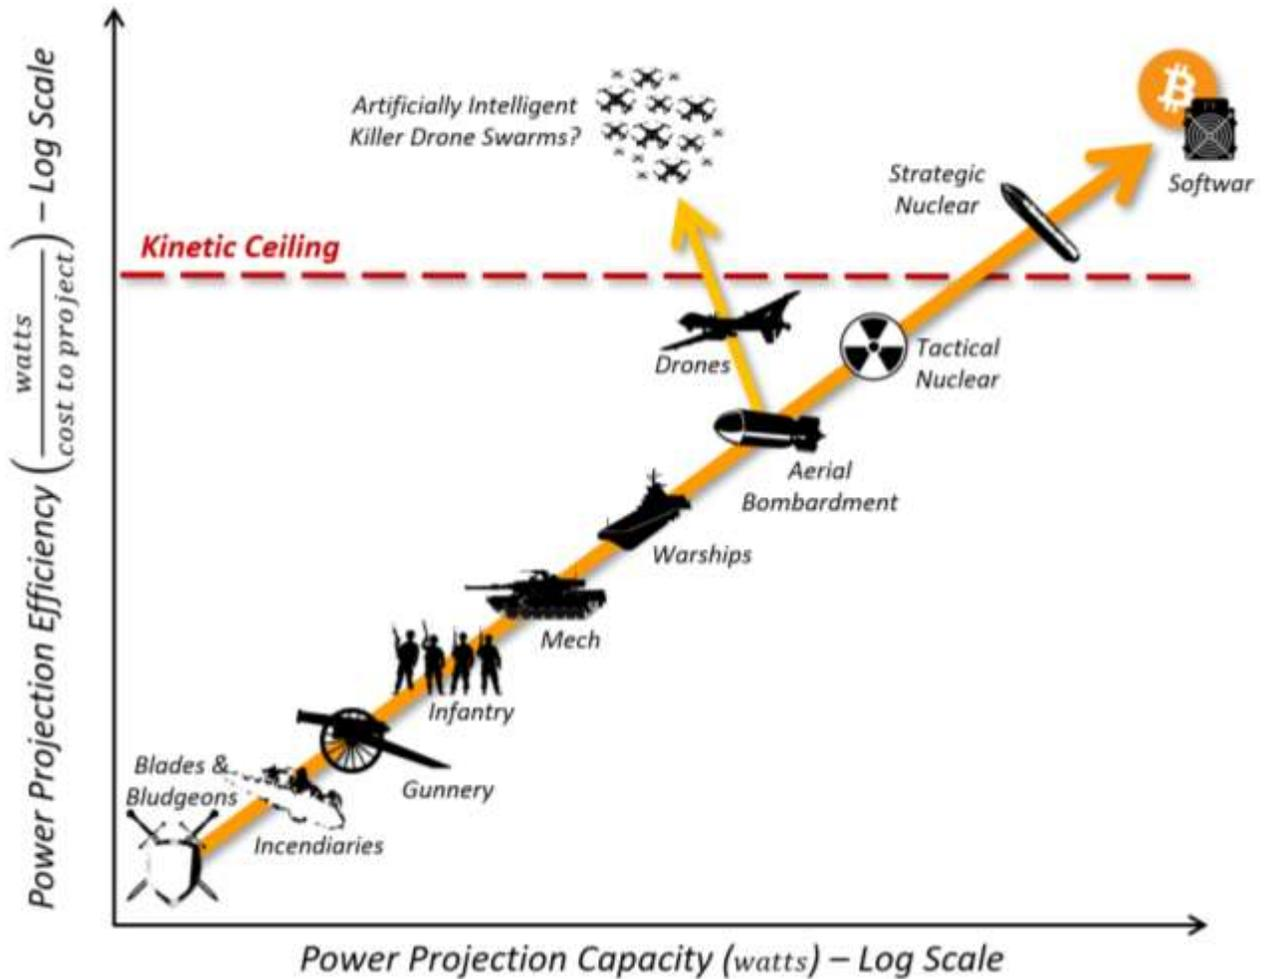 Artificially Intelligent
Killer Drone Swarms?
Strategic
Nuclear
Softwar
Kinetic Ceiling
Drones
Tactical
Nuclear
Aerial
Bombardment
Warships
Mech
Infantry
Gunnery
Blades &
Bludgeons
Incendiaries
Power Projection Efficiency (watts / cost to project) – Log Scale
Power Projection Capacity (watts) – Log Scale